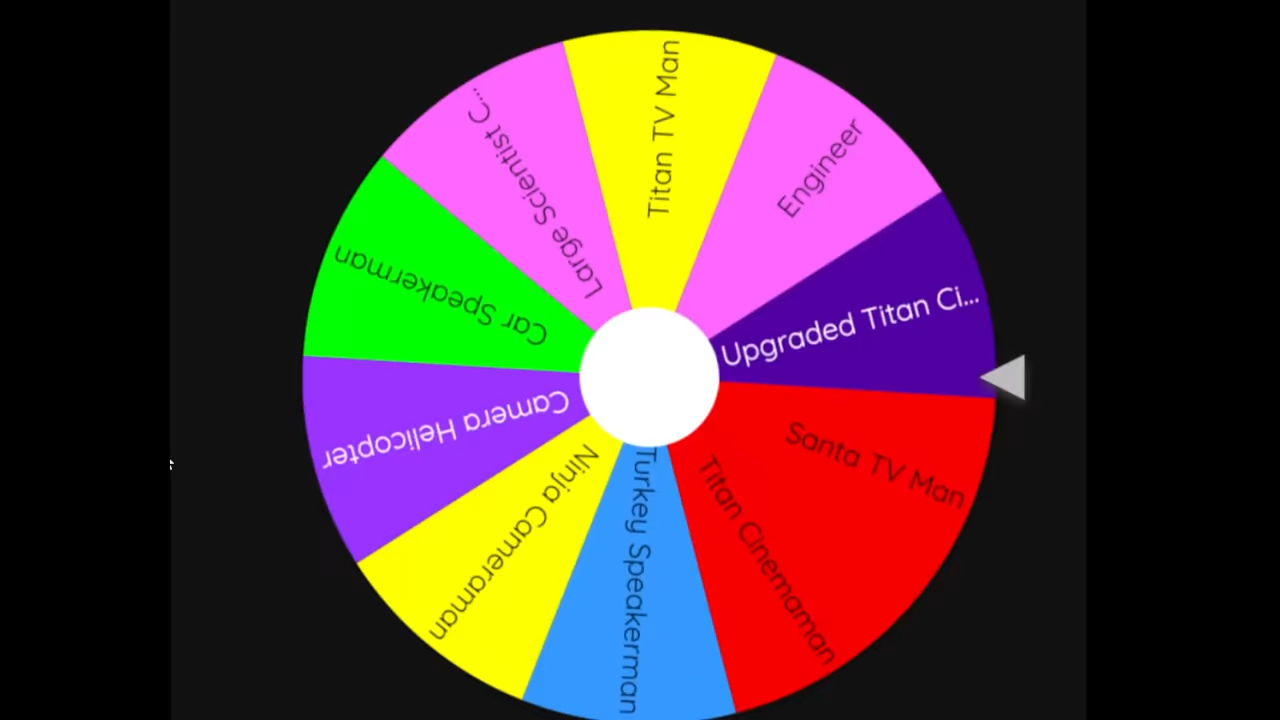 Titan TV Man
Engineer
Upgraded Titan Ci...
Santa TV Man
Titan Cinemaman
Turkey Speakerman
Ninja Cameraman
Camera Helicopter
Car Speakerman
Large Scientist C...